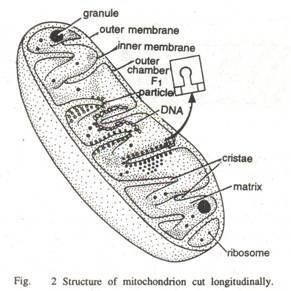 granule
outer membrane
inner membrane
outer
chamber
F1
particle
DNA
cristae
matrix
ribosome
Fig. 2 Structure of mitochondrion cut longitudinally.